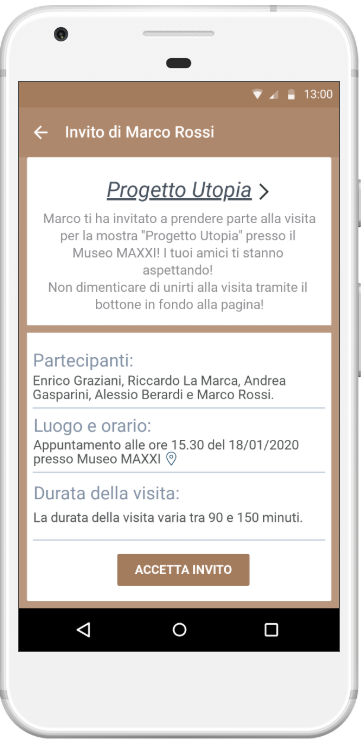 13:00
Invito di Marco Rossi
Progetto Utopia
Marco ti ha invitato a prendere parte alla visita
per la mostra "Progetto Utopia" presso il
Museo MAXXI! I tuoi amici ti stanno
aspettando!
Non dimenticare di unirti alla visita tramite il
bottone in fondo alla pagina!
Partecipanti:
Enrico Graziani, Riccardo La Marca, Andrea
Gasparini, Alessio Berardi e Marco Rossi.
Luogo e orario:
Appuntamento alle ore 15.30 del 18/01/2020
presso Museo MAXXI
Durata della visita:
La durata della visita varia tra 90 e 150 minuti.
ACCETTA INVITO